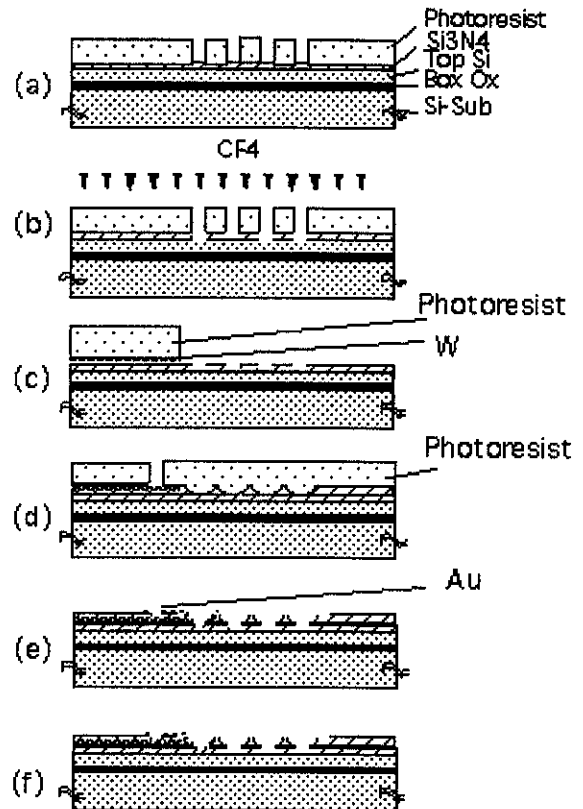 Photoresist
Si3N4
Top Si
Box Ox
Si-Sub
(a)
CF4
(b)
Photoresist
W
(c)
Photoresist
(d)
Au
(e)
(f)